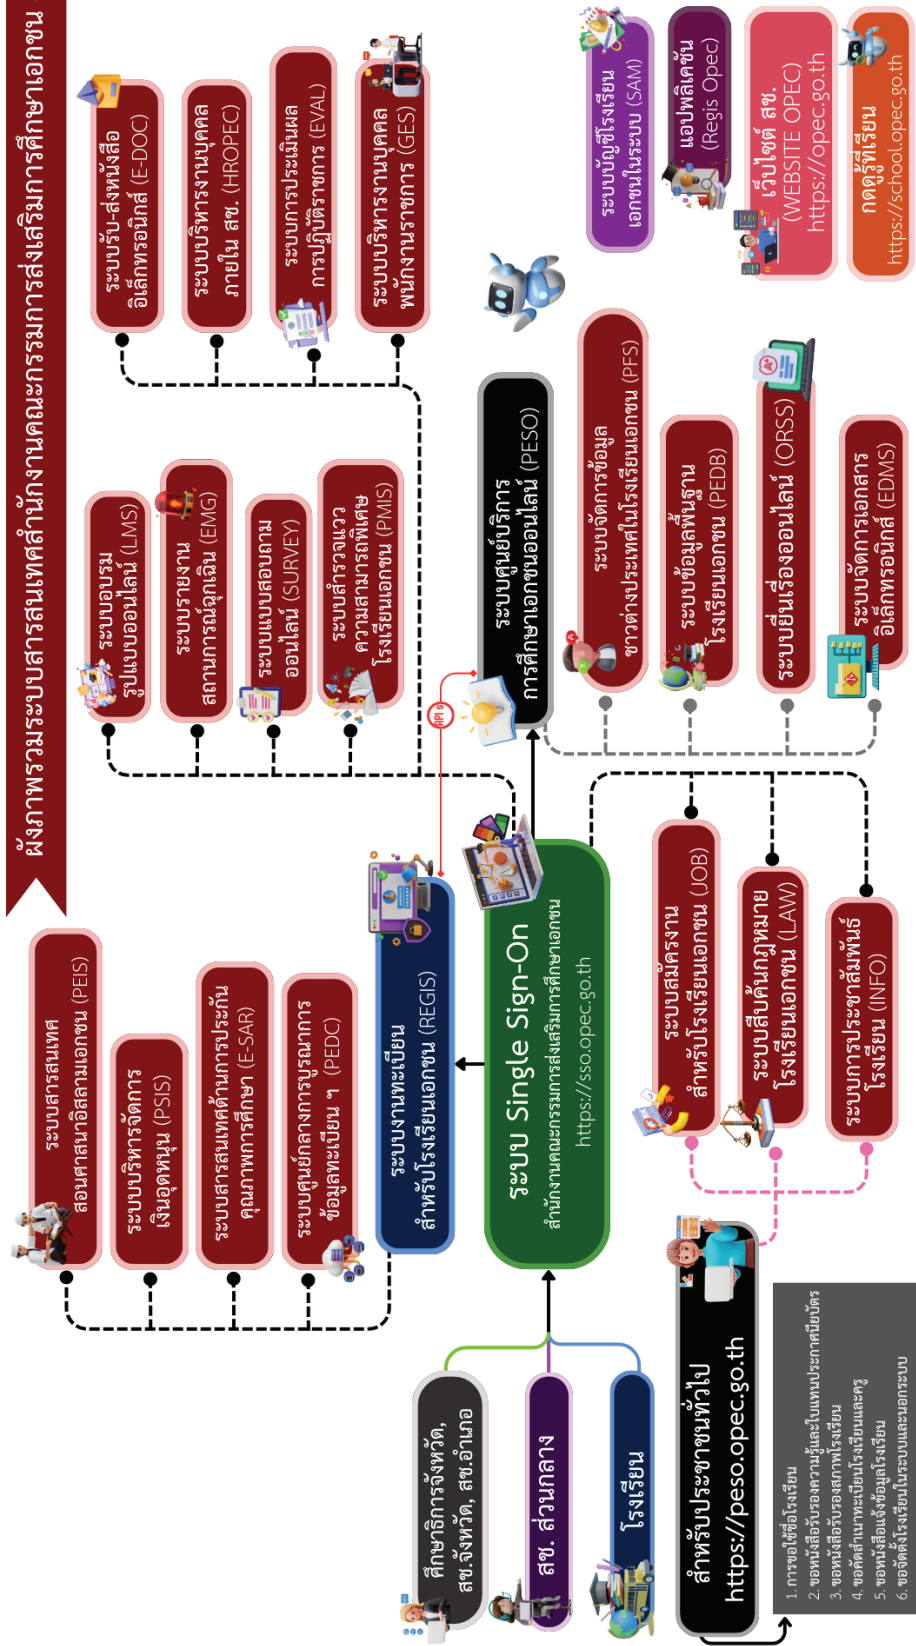 ผังภาพรวมระบบสารสนเทศสำนักงานคณะกรรมการส่งเสริมการศึกษาเอกชน
ระบบสารสนเทศ
สอนศาสนาอิสลามเอกชน (PEIS)
ระบบบริหารจัดการ
เงินอุดหนุน (PSIS)
ระบบสารสนเทศด้านการประกัน
คุณภาพการศึกษา (E-SAR)
ระบบศูนย์กลางการบูรณาการ
ข้อมูลทะเบียน ฯ (PEDC)
ระบบงานทะเบียน
สำหรับโรงเรียนเอกชน (REGIS)
ระบบอบรม
รูปแบบออนไลน์ (LMS)
ระบบรายงาน
สถานการณ์ฉุกเฉิน (EMG)
ระบบแบบสอบถาม
ออนไลน์ (SURVEY)
ระบบสำรวจแวว
ความสามารถพิเศษ
โรงเรียนเอกชน (PMIS)
ระบบรับ-ส่งหนังสือ
อิเล็กทรอนิกส์ (E-DOC)
ระบบบริหารงานบุคคล
ภายใน สช. (HROPEC)
ระบบการประเมินผล
การปฏิบัติราชการ (EVAL)
ระบบบริหารงานบุคคล
พนักงานราชการ (GES)
API s
ศึกษาธิการจังหวัด,
สช.จังหวัด, สช.อำเภอ
สช. ส่วนกลาง
โรงเรียน
ระบบ Single Sign-On
สำนักงานคณะกรรมการส่งเสริมการศึกษาเอกชน
https://sso.opec.go.th
ระบบศูนย์บริการ
การศึกษาเอกชนออนไลน์ (PESO)
ระบบจัดการข้อมูล
ชาวต่างประเทศในโรงเรียนเอกชน (PFS)
ระบบข้อมูลพื้นฐาน
โรงเรียนเอกชน (PEDB)
ระบบยื่นเรื่องออนไลน์ (ORSS)
ระบบจัดการเอกสาร
อิเล็กทรอนิกส์ (EDMS)
ระบบสมัครงาน
สำหรับโรงเรียนเอกชน (JOB)
ระบบสืบค้นกฎหมาย
โรงเรียนเอกชน (LAW)
ระบบการประชาสัมพันธ์
โรงเรียน (INFO)
ระบบบัญชีโรงเรียน
เอกชนในระบบ (SAM)
แอปพลิเคชัน
(Regis Opec)
เว็บไซต์ สช.
(WEBSITE OPEC)
https://opec.go.th
กดดูรู้ที่เรียน
https://school.opec.go.th
สำหรับประชาชนทั่วไป
https://peso.opec.go.th
1. การขอใช้ชื่อโรงเรียน
2. ขอหนังสือรับรองความรู้และใบแทนประกาศนียบัตร
3. ขอหนังสือรับรองสภาพโรงเรียน
4. ขอคัดสำเนาทะเบียนโรงเรียนและครู
5. ขอหนังสือแจ้งข้อมูลโรงเรียน
6. ขอจัดตั้งโรงเรียนในระบบและนอกระบบ